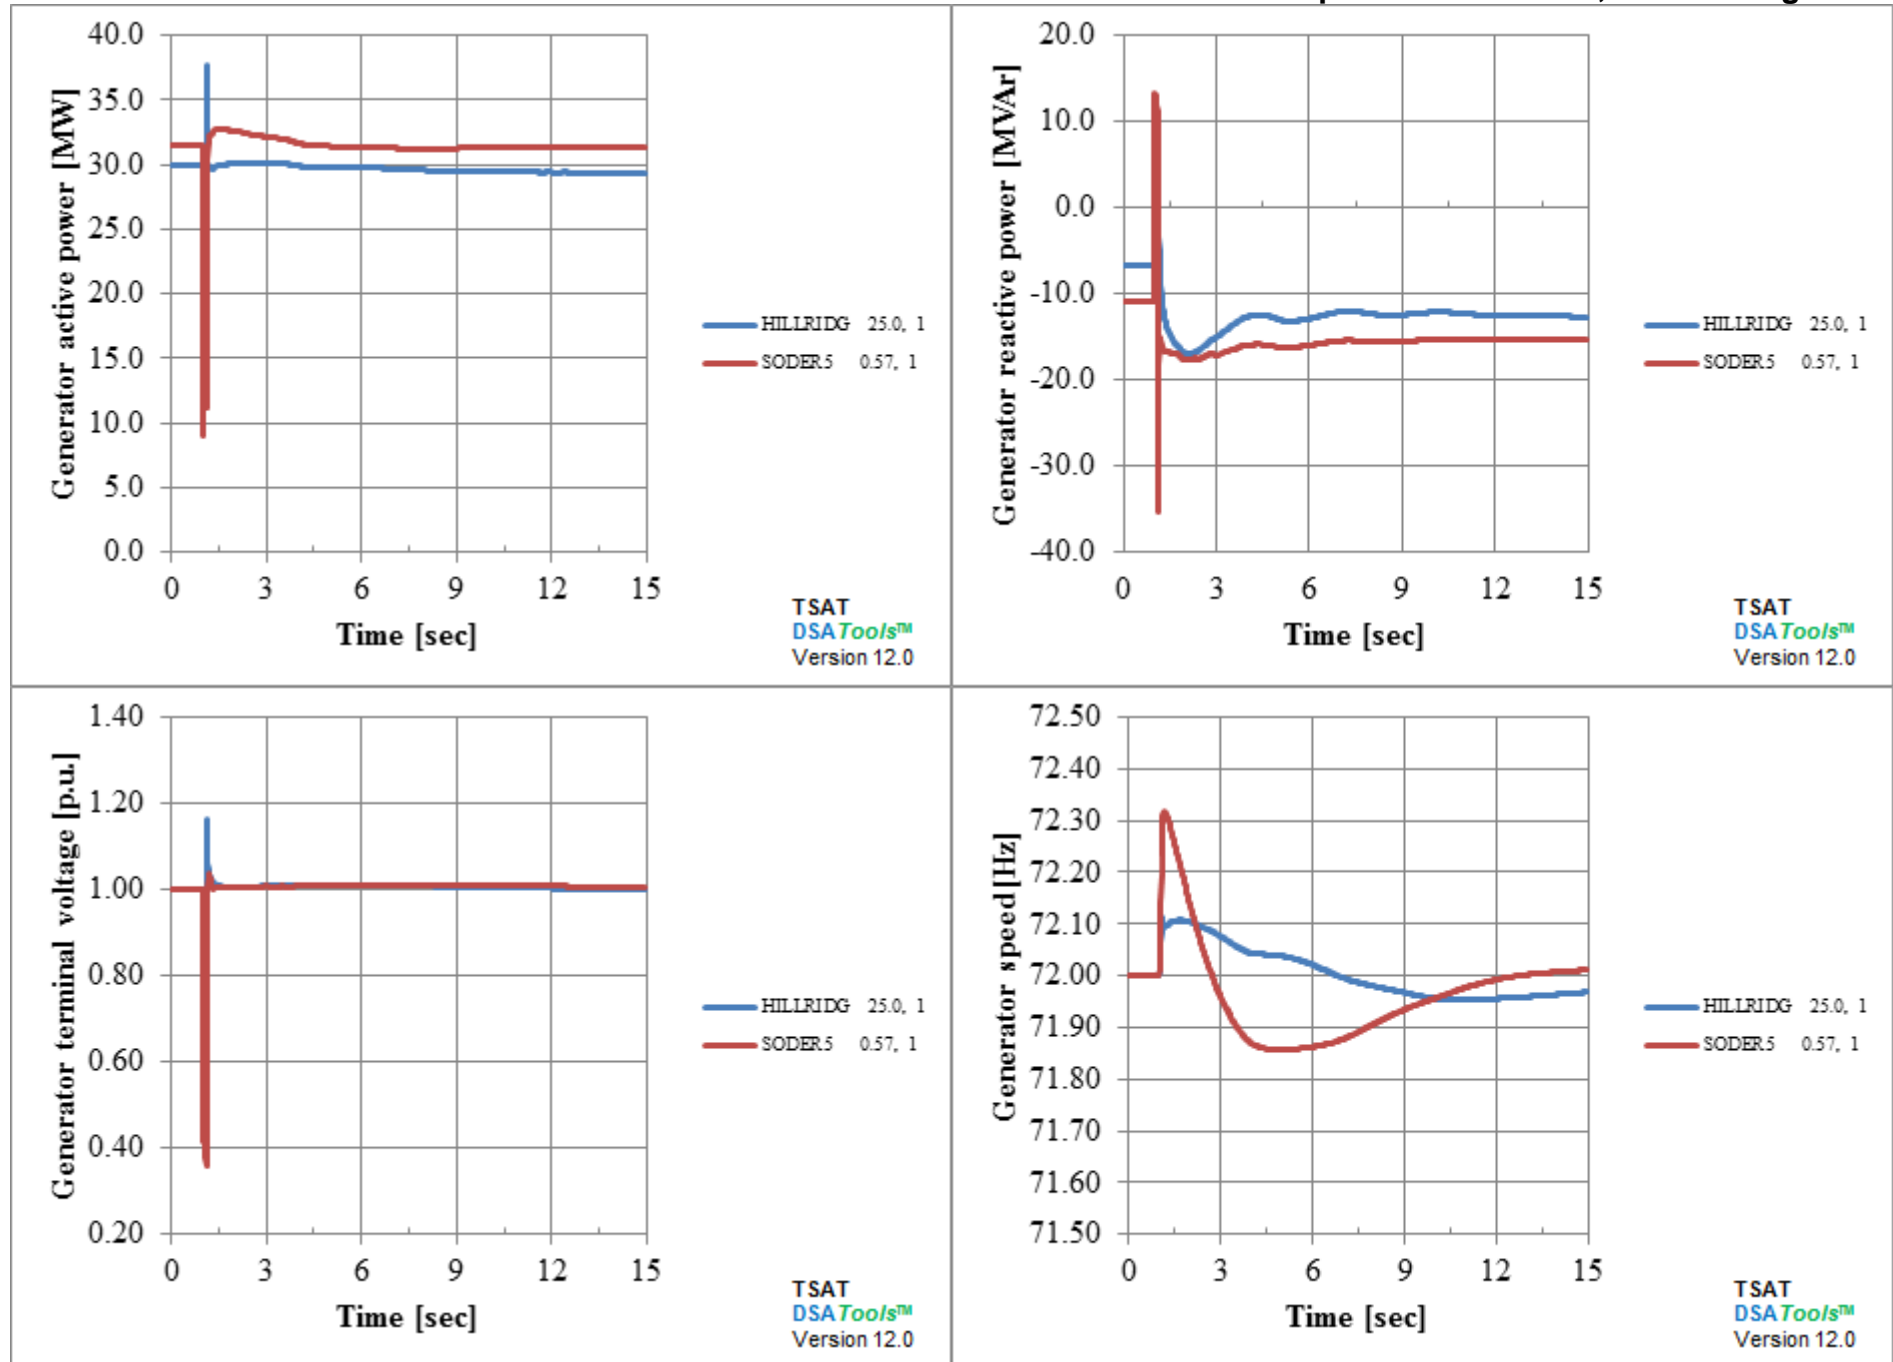 Generator active power [MW]
40.0
35.0
30.0
25.0
20.0
15.0
10.0
5.0
0.0
0 3 6 9 12 15
Time [sec]
HILLRIDG 25.0, 1
SODER5 0.57, 1
TSAT
DSATools™
Version 12.0
Generator reactive power [MVAr]
20.0
10.0
0.0
-10.0
-20.0
-30.0
-40.0
0 3 6 9 12 15
Time [sec]
HILLRIDG 25.0, 1
SODER5 0.57, 1
TSAT
DSATools™
Version 12.0
Generator terminal voltage [p.u.]
1.40
1.20
1.00
0.80
0.60
0.40
0.20
0 3 6 9 12 15
Time [sec]
HILLRIDG 25.0, 1
SODER5 0.57, 1
TSAT
DSATools™
Version 12.0
Generator speed[Hz]
72.50
72.40
72.30
72.20
72.10
72.00
71.90
71.80
71.70
71.60
71.50
0 3 6 9 12 15
Time [sec]
HILLRIDG 25.0, 1
SODER5 0.57, 1
TSAT
DSATools™
Version 12.0